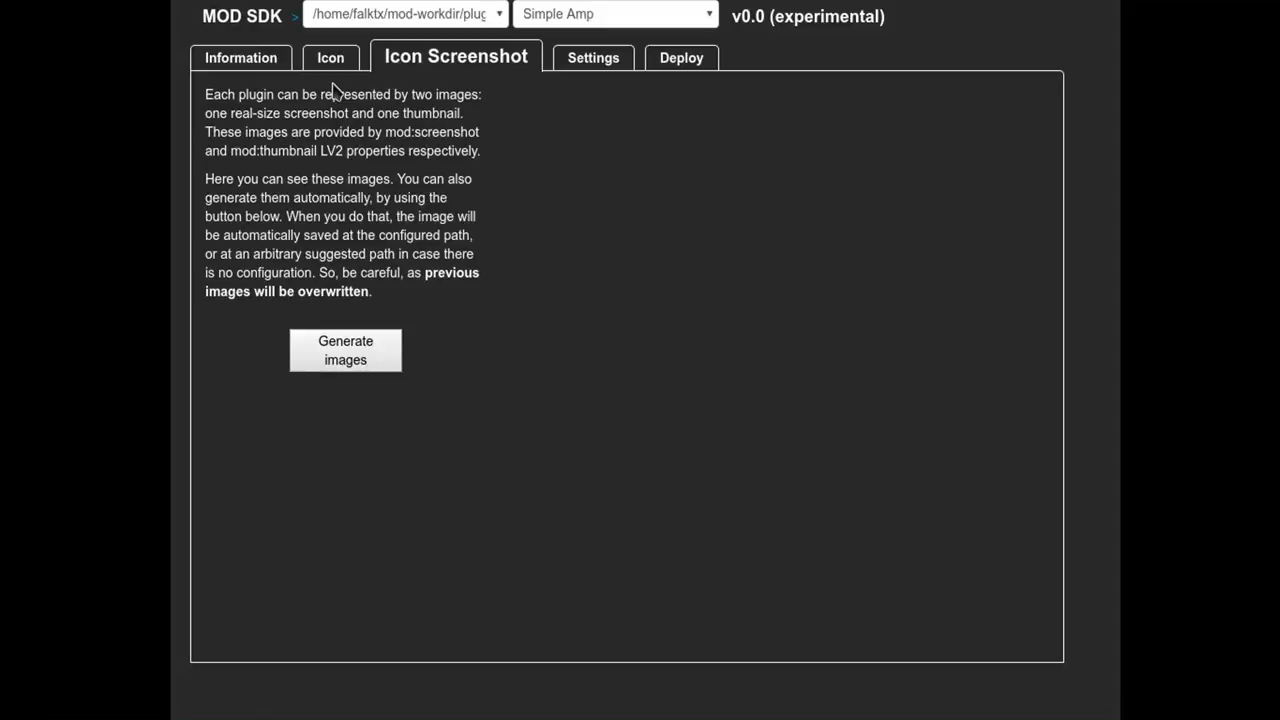 MOD SDK > /home/falktx/mod-workdir/plug Simple Amp v0.0 (experimental)
Information Icon Icon Screenshot Settings Deploy
Each plugin can be represented by two images:
one real-size screenshot and one thumbnail.
These images are provided by mod:screenshot
and mod:thumbnail LV2 properties respectively.
Here you can see these images. You can also
generate them automatically, by using the
button below. When you do that, the image will
be automatically saved at the configured path,
or at an arbitrary suggested path in case there
is no configuration. So, be careful, as previous
images will be overwritten.
Generate
images